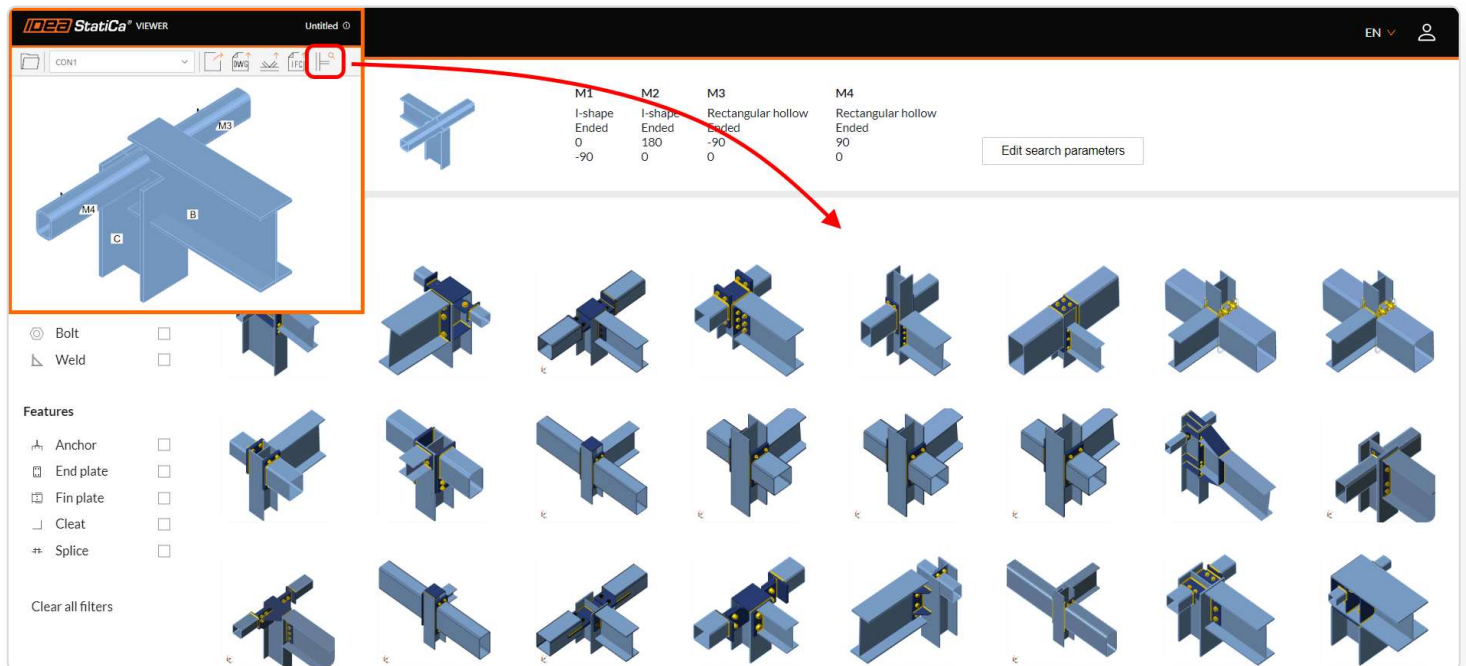 IDEA StatiCa® VIEWER
Untitled
EN
CON1
DWG
IFC
M3
M4
B
C
M1 M2 M3 M4
I-shape I-shape Rectangular hollow Rectangular hollow
Ended Ended Ended Ended
0 180 -90 90
-90 0 0 0
Edit search parameters
Bolt
Weld
Features
Anchor
End plate
Fin plate
Cleat
Splice
Clear all filters